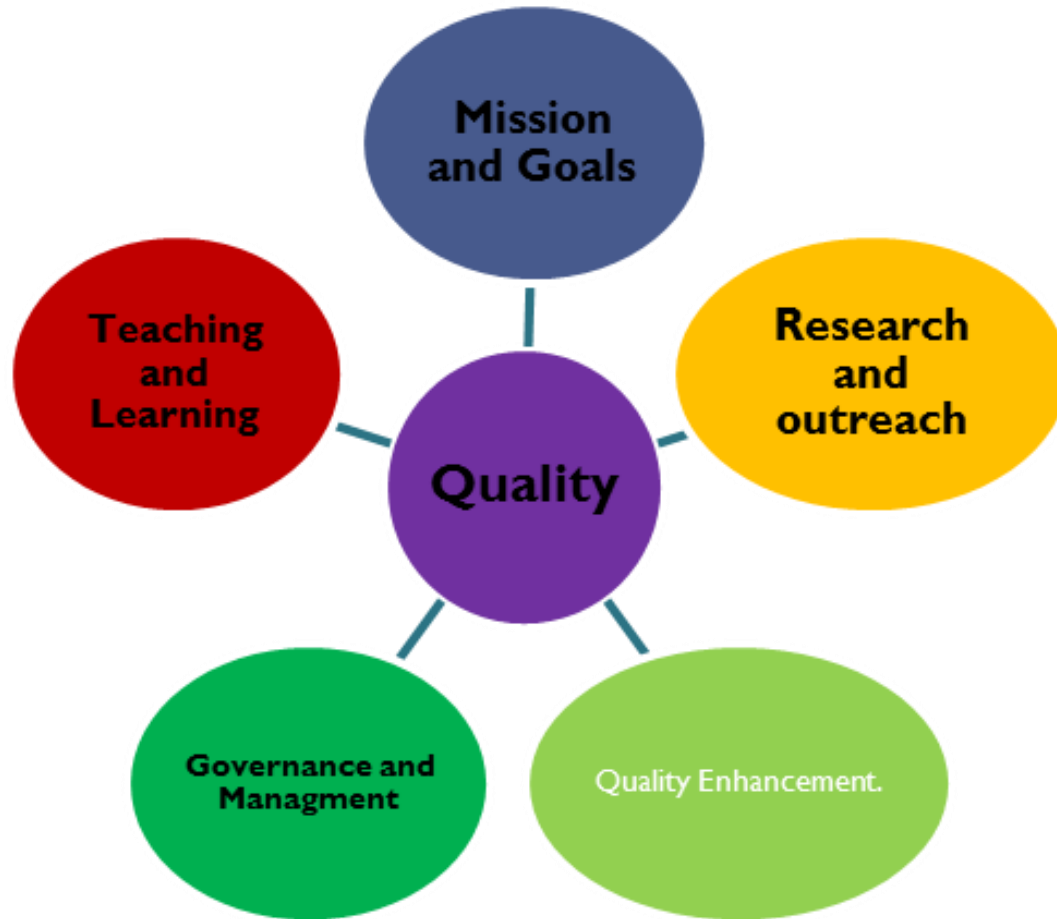 Mission
and Goals
Teaching
and
Learning
Research
and
outreach
Quality
Governance and
Managment
Quality Enhancement.